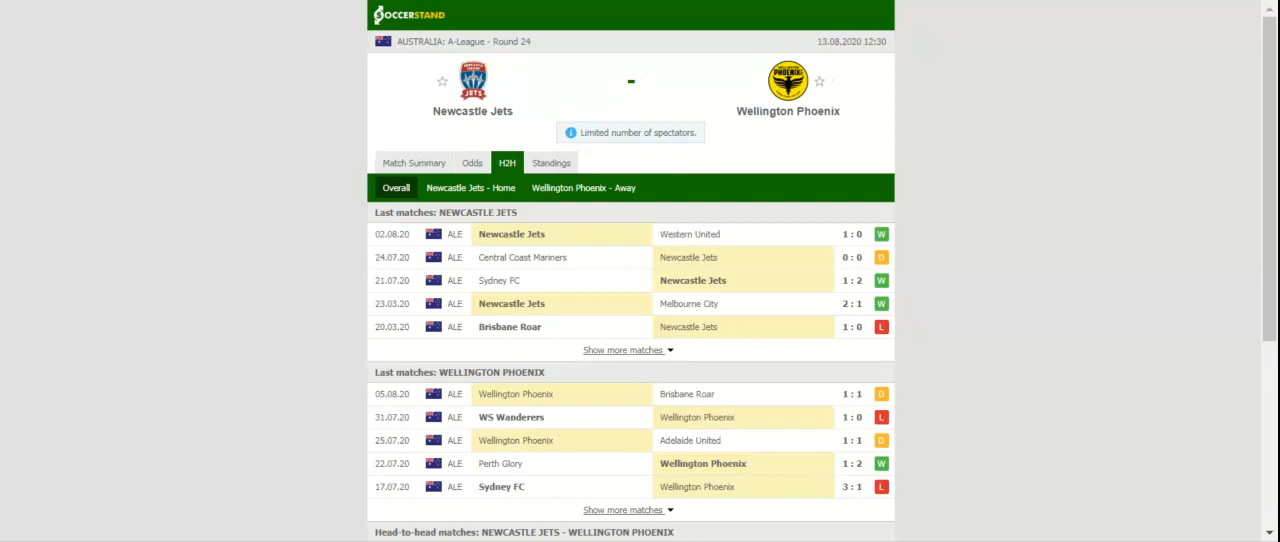 SOCCERSTAND
AUSTRALIA: A-League - Round 24 13.08.2020 12:30
NEWCASTLE UNITED JETS
WELLINGTON PHOENIX
-
Newcastle Jets Wellington Phoenix
Limited number of spectators.
Match Summary Odds H2H Standings
Overall Newcastle Jets - Home Wellington Phoenix - Away
Last matches: NEWCASTLE JETS
02.08.20 ALE Newcastle Jets Western United 1 : 0 W
24.07.20 ALE Central Coast Mariners Newcastle Jets 0 : 0 D
21.07.20 ALE Sydney FC Newcastle Jets 1 : 2 W
23.03.20 ALE Newcastle Jets Melbourne City 2 : 1 W
20.03.20 ALE Brisbane Roar Newcastle Jets 1 : 0 L
Show more matches
Last matches: WELLINGTON PHOENIX
05.08.20 ALE Wellington Phoenix Brisbane Roar 1 : 1 D
31.07.20 ALE WS Wanderers Wellington Phoenix 1 : 0 L
25.07.20 ALE Wellington Phoenix Adelaide United 1 : 1 D
22.07.20 ALE Perth Glory Wellington Phoenix 1 : 2 W
17.07.20 ALE Sydney FC Wellington Phoenix 3 : 1 L
Show more matches
Head-to-head matches: NEWCASTLE JETS - WELLINGTON PHOENIX